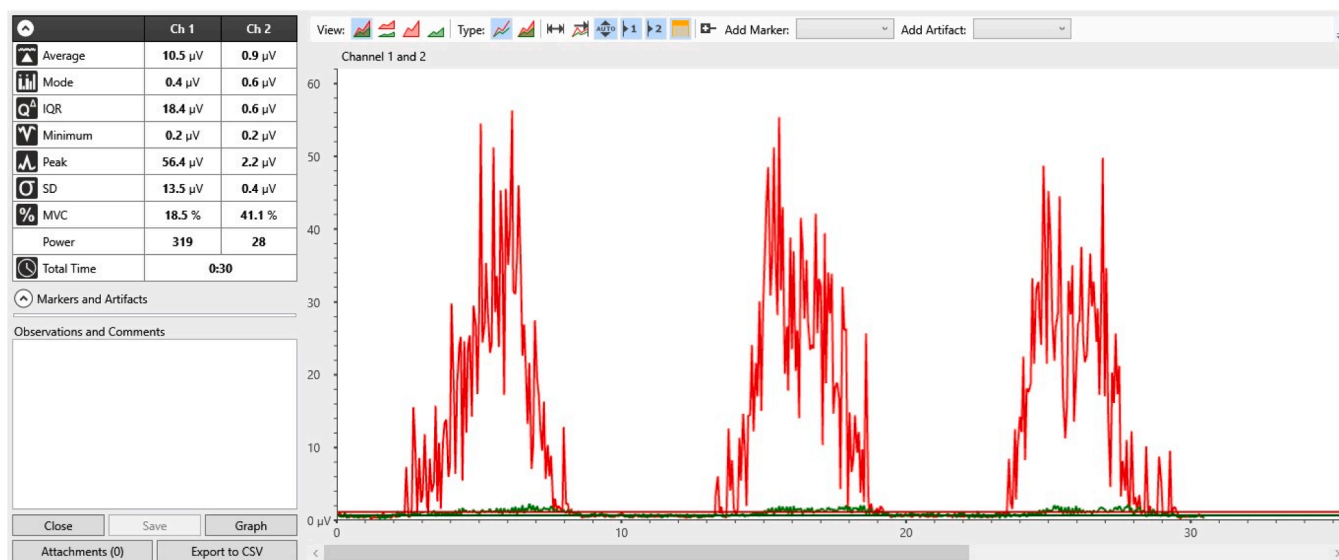 Ch 1 Ch 2
Average 10.5 µV 0.9 µV
Mode 0.4 µV 0.6 µV
IQR 18.4 µV 0.6 µV
Minimum 0.2 µV 0.2 µV
Peak 56.4 µV 2.2 µV
SD 13.5 µV 0.4 µV
% MVC 18.5 % 41.1 %
Power 319 28
Total Time 0:30
Markers and Artifacts
Observations and Comments
Close Save Graph
Attachments (0) Export to CSV
View: Type: AUTO 1 2 Add Marker: Add Artifact:
Channel 1 and 2
60
50
40
30
20
10
0 µV
0 10 20 30